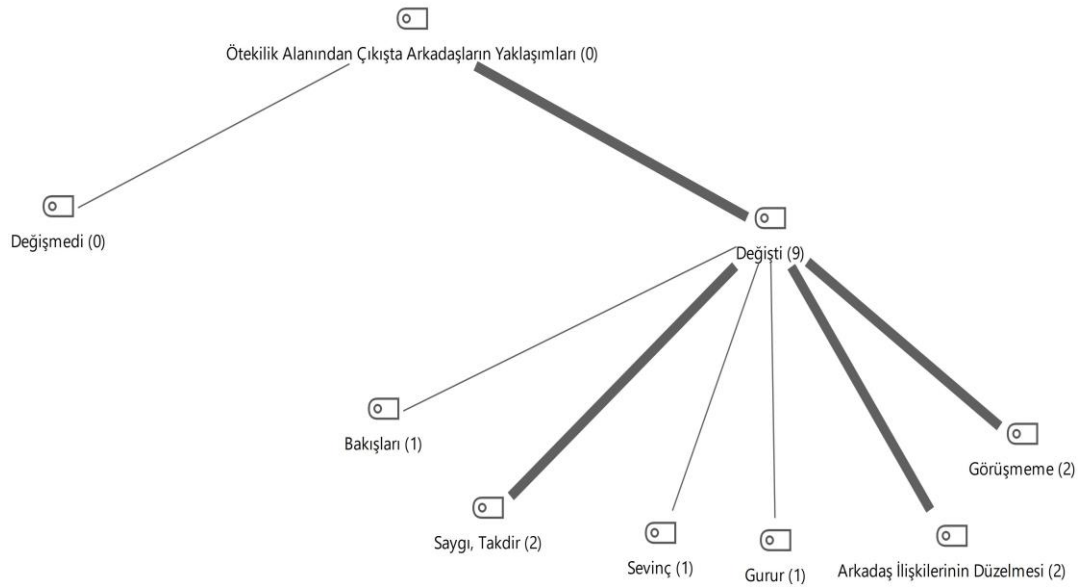 Ötekilik Alanından Çıkışta Arkadaşların Yaklaşımları (0)
Değişmedi (0)
Değişti (9)
Bakışları (1)
Görüşmeme (2)
Saygı, Takdir (2)
Sevinç (1)
Gurur (1)
Arkadaş İlişkilerinin Düzelmesi (2)